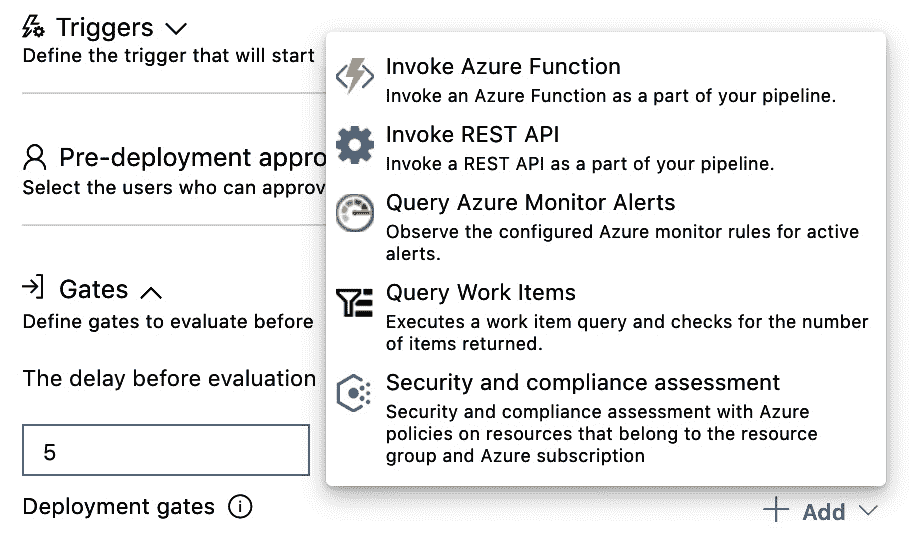 Triggers
Define the trigger that will start
Pre-deployment appro
Select the users who can approv
Gates
Define gates to evaluate before
The delay before evaluation
5
Deployment gates
Invoke Azure Function
Invoke an Azure Function as a part of your pipeline.
Invoke REST API
Invoke a REST API as a part of your pipeline.
Query Azure Monitor Alerts
Observe the configured Azure monitor rules for active
alerts.
Query Work Items
Executes a work item query and checks for the number
of items returned.
Security and compliance assessment
Security and compliance assessment with Azure
policies on resources that belong to the resource
group and Azure subscription
Add